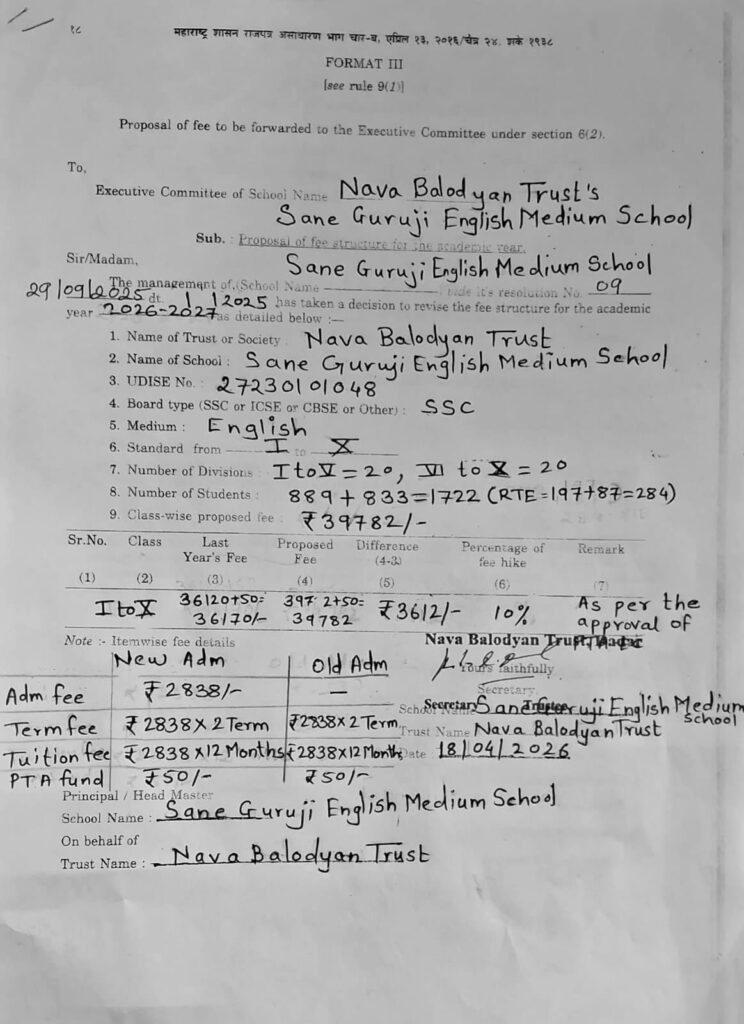 १८ महाराष्ट्र शासन राजपत्र असाधारण भाग चार-ब, एप्रिल १३, २०१६/चैत्र २४, शके १९३८
FORMAT III
[see rule 9(1)]
Proposal of fee to be forwarded to the Executive Committee under section 6(2).
To,
Executive Committee of School Name Nava Balodyan Trust's
Sane Guruji English Medium School
Sub. : Proposal of fee structure for the academic year.
Sir/Madam,
Sane Guruji English Medium School
The management of (School Name vide it's resolution No. 09
29/09/2025 dt. 1/1/2025 has taken a decision to revise the fee structure for the academic
year 2026-2027 as detailed below :—
1. Name of Trust or Society Nava Balodyan Trust
2. Name of School : Sane Guruji English Medium School
3. UDISE No. : 27230101048
4. Board type (SSC or ICSE or CBSE or Other) : SSC
5. Medium : English
6. Standard from I to X
7. Number of Divisions I to V = 20, VI to X = 20
8. Number of Students : 889 + 833 = 1722 (RTE = 197+87 = 284)
9. Class-wise proposed fee : ₹39782/-
Sr.No. Class Last Proposed Difference Percentage of Remark
Year's Fee Fee (4-3) fee hike
(1) (2) (3) (4) (5) (6) (7)
I to X 36120+50= 397 2+50= ₹3612/- 10% As per the
36170/- 39782 approval of
Note :- Itemwise fee details Nava Balodyan Trust,
New Adm Old Adm Yours faithfully
Secretary
Adm fee ₹2838/- — School Name Sane Guruji English Medium School
Term fee ₹2838×2 Term ₹2838×2 Term Trust Name Nava Balodyan Trust
Tuition fee ₹2838×12 Months ₹2838×12 Months Date 18/04/2026
PTA fund ₹50/- ₹50/-
Principal / Head Master
School Name : Sane Guruji English Medium School
On behalf of
Trust Name : Nava Balodyan Trust